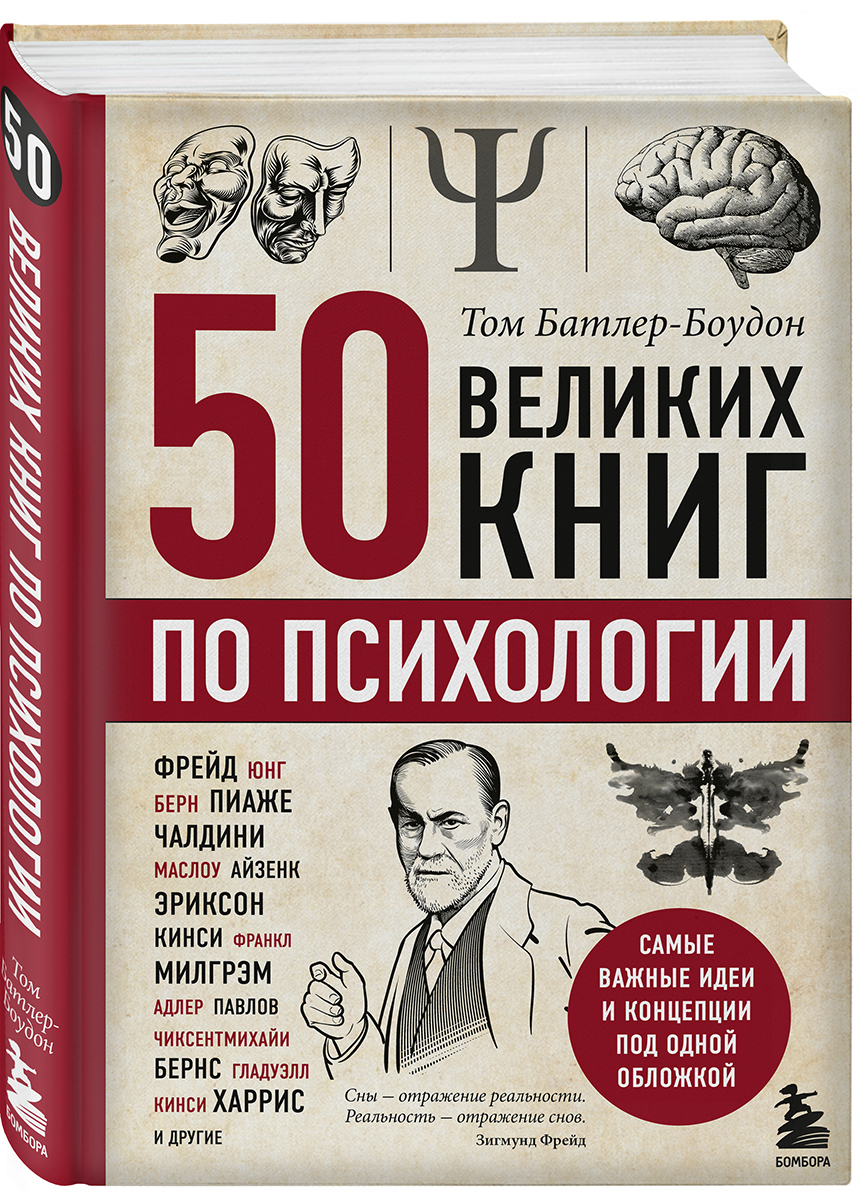 50
ВЕЛИКИХ КНИГ ПО ПСИХОЛОГИИ
Том
Батлер-
Боудон
БОМБОРА
Том Батлер-Боудон
50
ВЕЛИКИХ
КНИГ
ПО ПСИХОЛОГИИ
ФРЕЙД ЮНГ
БЕРН ПИАЖЕ
ЧАЛДИНИ
МАСЛОУ АЙЗЕНК
ЭРИКСОН
КИНСИ ФРАНКЛ
МИЛГРЭМ
АДЛЕР ПАВЛОВ
ЧИКСЕНТМИХАЙИ
БЕРНС ГЛАДУЭЛЛ
КИНСИ ХАРРИС
И ДРУГИЕ
Сны – отражение реальности.
Реальность – отражение снов.
Зигмунд Фрейд
САМЫЕ
ВАЖНЫЕ ИДЕИ
И КОНЦЕПЦИИ
ПОД ОДНОЙ
ОБЛОЖКОЙ
БОМБОРА